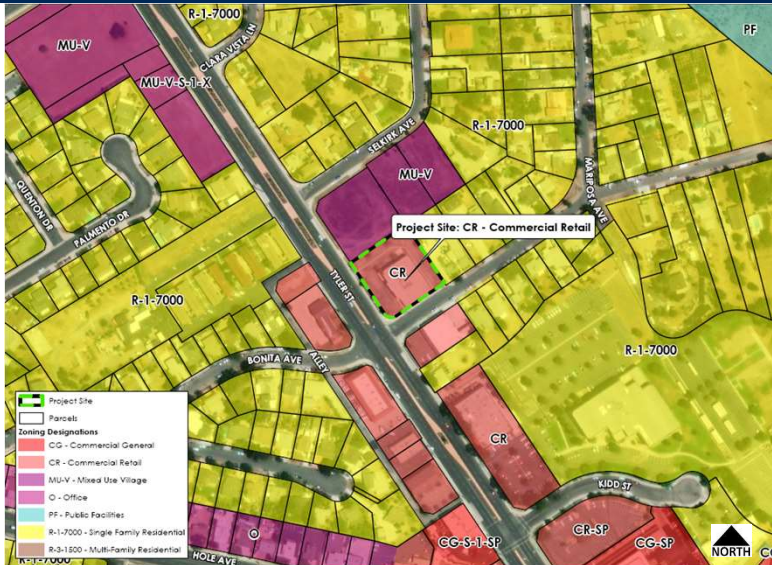 R-1-7000
MU-V
PF
CLARA VISTA LN
MU-V-S-1-X
SELKIRK AVE
R-1-7000
MU-V
MARIPOSA AVE
QUENTON DR
PALMENTO DR
Project Site: CR - Commercial Retail
CR
TYLER ST
R-1-7000
R-1-7000
BONITA AVE
ALLEY
CR
KIDD ST
CR-SP
CG-S-1-SP
CG-SP
CG
O
HOLE AVE
R-1-7000
Project Site
Parcels
Zoning Designations
CG - Commercial General
CR - Commercial Retail
MU-V - Mixed Use Village
O - Office
PF - Public Facilities
R-1-7000 - Single Family Residential
R-3-1500 - Multi-Family Residential
NORTH